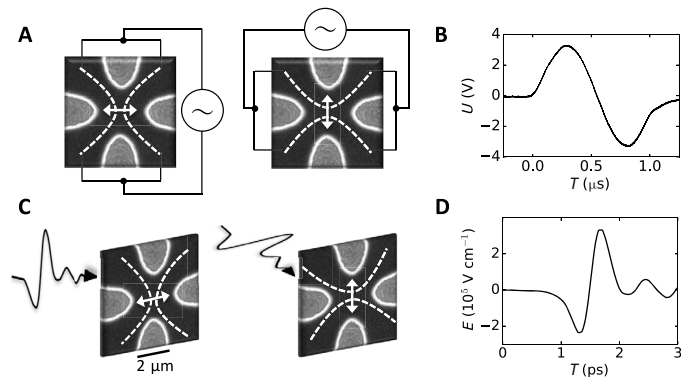 A
B
4
2
0
−2
−4
U (V)
0.0 0.5 1.0
T (μs)
C
2 μm
D
2
0
−2
E (10⁵ V cm⁻¹)
0 1 2 3
T (ps)